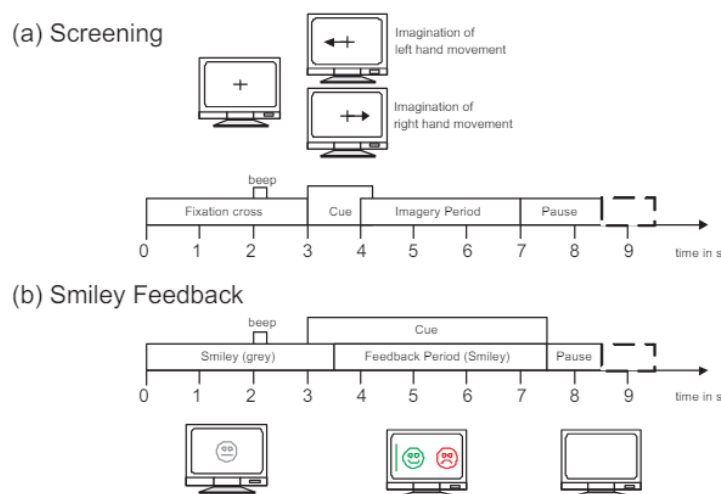 (a) Screening
Imagination of
left hand movement
Imagination of
right hand movement
beep
Fixation cross
Cue
Imagery Period
Pause
0 1 2 3 4 5 6 7 8 9
time in s
(b) Smiley Feedback
beep
Cue
Smiley (grey)
Feedback Period (Smiley)
Pause
0 1 2 3 4 5 6 7 8 9
time in s